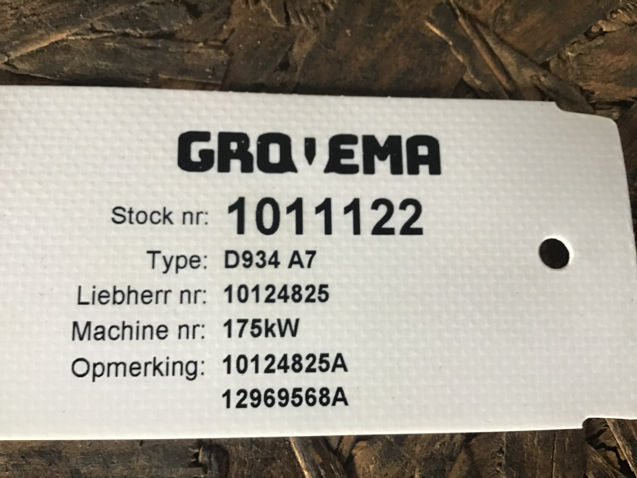 GROVEMA
Stock nr: 1011122
Type: D934 A7
Liebherr nr: 10124825
Machine nr: 175kW
Opmerking: 10124825A
12969568A